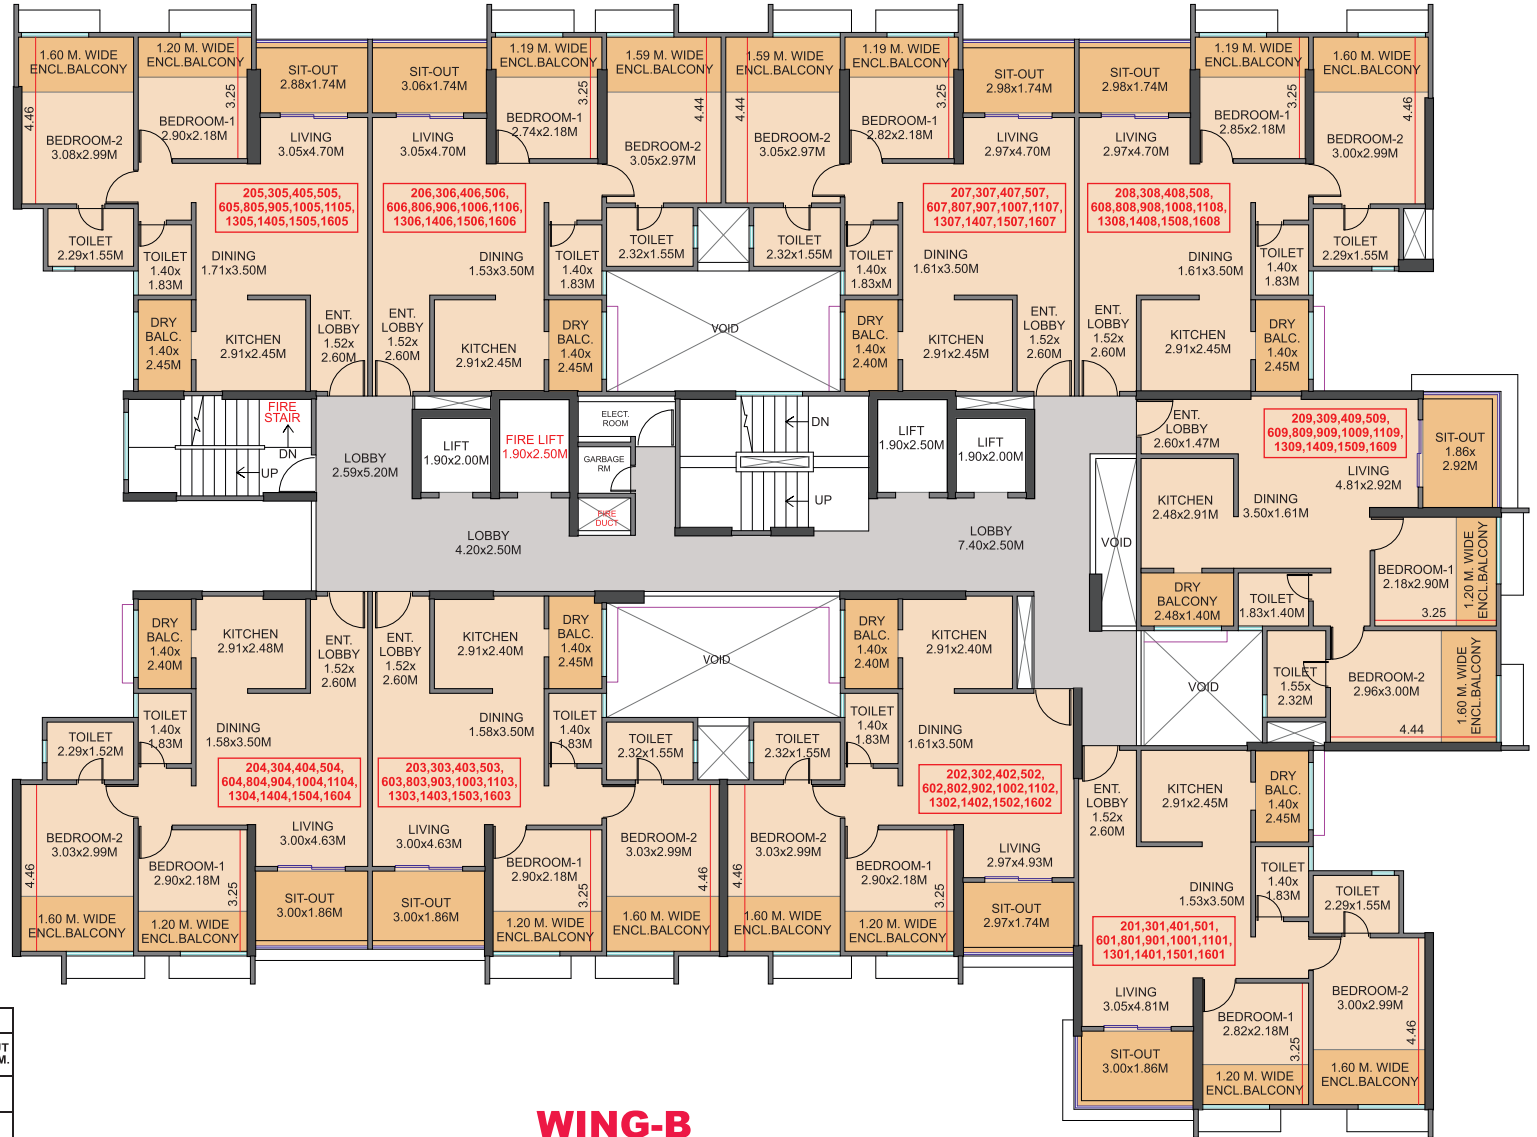 1.60 M. WIDE
ENCL.BALCONY
1.20 M. WIDE
ENCL.BALCONY
SIT-OUT
2.88x1.74M
SIT-OUT
3.06x1.74M
1.19 M. WIDE
ENCL.BALCONY
1.59 M. WIDE
ENCL.BALCONY
1.59 M. WIDE
ENCL.BALCONY
1.19 M. WIDE
ENCL.BALCONY
SIT-OUT
2.98x1.74M
SIT-OUT
2.98x1.74M
1.19 M. WIDE
ENCL.BALCONY
1.60 M. WIDE
ENCL.BALCONY
4.46
3.25
3.25
4.44
4.44
3.25
3.25
4.46
BEDROOM-2
3.08x2.99M
BEDROOM-1
2.90x2.18M
LIVING
3.05x4.70M
LIVING
3.05x4.70M
BEDROOM-1
2.74x2.18M
BEDROOM-2
3.05x2.97M
BEDROOM-2
3.05x2.97M
BEDROOM-1
2.82x2.18M
LIVING
2.97x4.70M
LIVING
2.97x4.70M
BEDROOM-1
2.85x2.18M
BEDROOM-2
3.00x2.99M
205,305,405,505,
605,805,905,1005,1105,
1305,1405,1505,1605
206,306,406,506,
606,806,906,1006,1106,
1306,1406,1506,1606
207,307,407,507,
607,807,907,1007,1107,
1307,1407,1507,1607
208,308,408,508,
608,808,908,1008,1108,
1308,1408,1508,1608
TOILET
2.29x1.55M
TOILET
1.40x
1.83M
DINING
1.71x3.50M
DINING
1.53x3.50M
TOILET
1.40x
1.83M
TOILET
2.32x1.55M
TOILET
2.32x1.55M
TOILET
1.40x
1.83xM
DINING
1.61x3.50M
DINING
1.61x3.50M
TOILET
1.40x
1.83M
TOILET
2.29x1.55M
DRY
BALC.
1.40x
2.45M
KITCHEN
2.91x2.45M
ENT.
LOBBY
1.52x
2.60M
ENT.
LOBBY
1.52x
2.60M
KITCHEN
2.91x2.45M
DRY
BALC.
1.40x
2.45M
VOID
DRY
BALC.
1.40x
2.40M
KITCHEN
2.91x2.45M
ENT.
LOBBY
1.52x
2.60M
ENT.
LOBBY
1.52x
2.60M
KITCHEN
2.91x2.45M
DRY
BALC.
1.40x
2.45M
FIRE
STAIR
DN
UP
LOBBY
2.59x5.20M
LIFT
1.90x2.00M
FIRE LIFT
1.90x2.50M
ELECT.
ROOM
GARBAGE
RM
FIRE
DUCT
DN
UP
LIFT
1.90x2.50M
LIFT
1.90x2.00M
LOBBY
4.20x2.50M
LOBBY
7.40x2.50M
VOID
ENT.
LOBBY
2.60x1.47M
209,309,409,509,
609,809,909,1009,1109,
1309,1409,1509,1609
SIT-OUT
1.86x
2.92M
LIVING
4.81x2.92M
KITCHEN
2.48x2.91M
DINING
3.50x1.61M
BEDROOM-1
2.18x2.90M
1.20 M. WIDE
ENCL.BALCONY
3.25
DRY
BALCONY
2.48x1.40M
TOILET
1.83x1.40M
VOID
TOILET
1.55x
2.32M
BEDROOM-2
2.96x3.00M
1.60 M. WIDE
ENCL.BALCONY
4.44
DRY
BALC.
1.40x
2.40M
KITCHEN
2.91x2.48M
ENT.
LOBBY
1.52x
2.60M
ENT.
LOBBY
1.52x
2.60M
KITCHEN
2.91x2.40M
DRY
BALC.
1.40x
2.45M
VOID
DRY
BALC.
1.40x
2.40M
KITCHEN
2.91x2.40M
TOILET
2.29x1.52M
TOILET
1.40x
1.83M
DINING
1.58x3.50M
DINING
1.58x3.50M
TOILET
1.40x
1.83M
TOILET
2.32x1.55M
TOILET
2.32x1.55M
TOILET
1.40x
1.83M
DINING
1.61x3.50M
204,304,404,504,
604,804,904,1004,1104,
1304,1404,1504,1604
203,303,403,503,
603,803,903,1003,1103,
1303,1403,1503,1603
202,302,402,502,
602,802,902,1002,1102,
1302,1402,1502,1602
BEDROOM-2
3.03x2.99M
BEDROOM-1
2.90x2.18M
LIVING
3.00x4.63M
LIVING
3.00x4.63M
BEDROOM-1
2.90x2.18M
BEDROOM-2
3.03x2.99M
BEDROOM-2
3.03x2.99M
BEDROOM-1
2.90x2.18M
LIVING
2.97x4.93M
4.46
3.25
3.25
4.46
4.46
3.25
1.60 M. WIDE
ENCL.BALCONY
1.20 M. WIDE
ENCL.BALCONY
SIT-OUT
3.00x1.86M
SIT-OUT
3.00x1.86M
1.20 M. WIDE
ENCL.BALCONY
1.60 M. WIDE
ENCL.BALCONY
1.60 M. WIDE
ENCL.BALCONY
1.20 M. WIDE
ENCL.BALCONY
SIT-OUT
2.97x1.74M
ENT.
LOBBY
1.52x
2.60M
KITCHEN
2.91x2.45M
DRY
BALC.
1.40x
2.45M
DINING
1.53x3.50M
TOILET
1.40x
1.83M
TOILET
2.29x1.55M
201,301,401,501,
601,801,901,1001,1101,
1301,1401,1501,1601
LIVING
3.05x4.81M
BEDROOM-1
2.82x2.18M
BEDROOM-2
3.00x2.99M
3.25
4.46
SIT-OUT
3.00x1.86M
1.20 M. WIDE
ENCL.BALCONY
1.60 M. WIDE
ENCL.BALCONY
WING-B